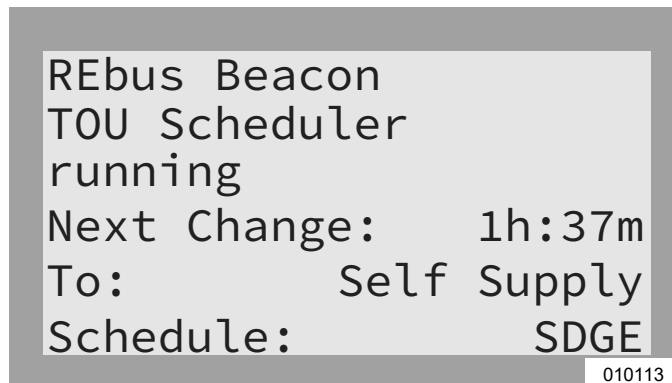 REbus Beacon
TOU Scheduler
running
Next Change: 1h:37m
To: Self Supply
Schedule: SDGE
010113